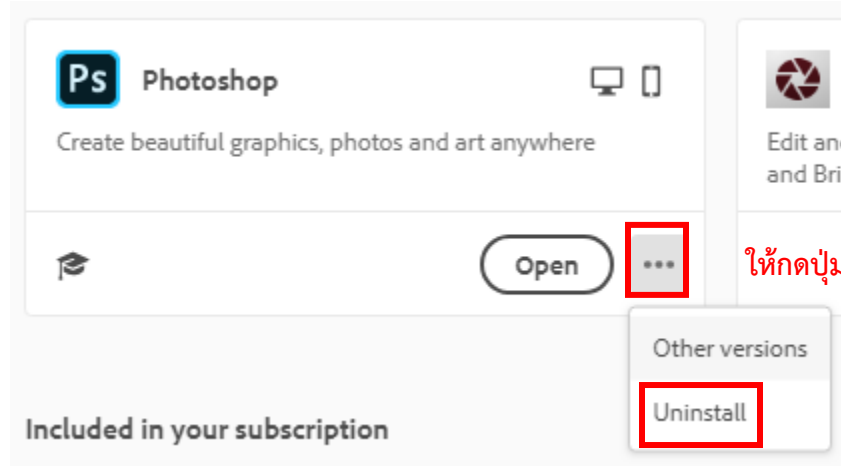 Ps Photoshop
Create beautiful graphics, photos and art anywhere
Edit an
and Bri
Open
ให้กดปุ่ม
Other versions
Uninstall
Included in your subscription